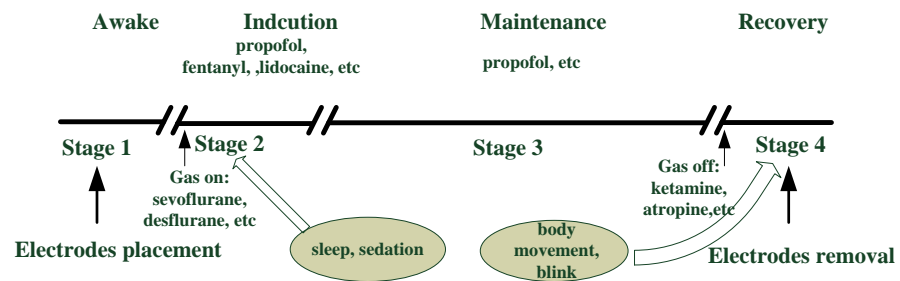 Awake
Indcution
propofol,
fentanyl, ,lidocaine, etc
Maintenance
propofol, etc
Recovery
Stage 1
Stage 2
Stage 3
Stage 4
Electrodes placement
Gas on:
sevoflurane,
desflurane, etc
sleep, sedation
body
movement,
blink
Gas off:
ketamine,
atropine,etc
Electrodes removal